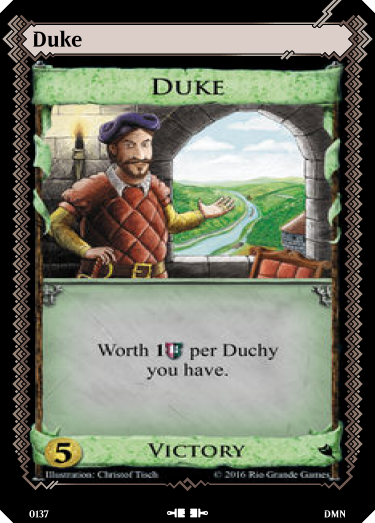 Duke
DUKE
Worth 1 per Duchy
you have.
5
VICTORY
Illustration: Christof Tisch © 2016 Rio Grande Games
0137 DMN